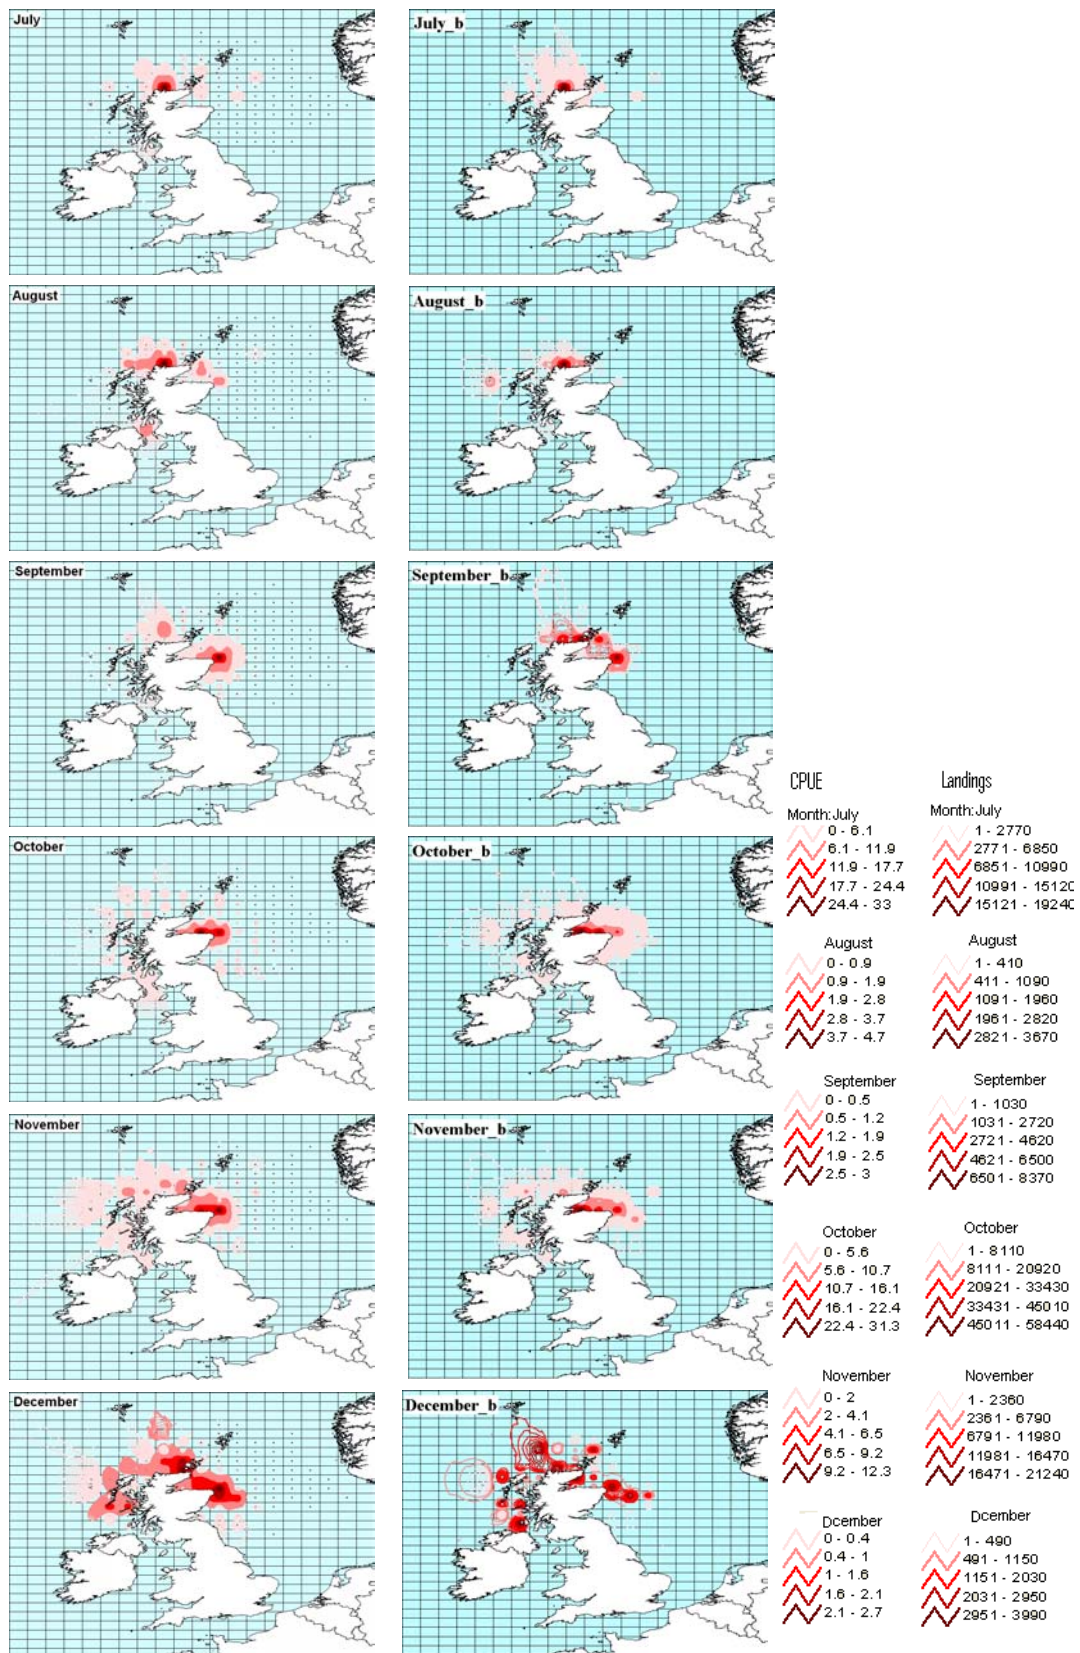 July
July_b
August
August_b
September
September_b
October
October_b
November
November_b
December
December_b
CPUE
Month:July
0 - 6.1
6.1 - 11.9
11.9 - 17.7
17.7 - 24.4
24.4 - 33
August
0 - 0.9
0.9 - 1.9
1.9 - 2.8
2.8 - 3.7
3.7 - 4.7
September
0 - 0.5
0.5 - 1.2
1.2 - 1.9
1.9 - 2.5
2.5 - 3
October
0 - 5.6
5.6 - 10.7
10.7 - 16.1
16.1 - 22.4
22.4 - 31.3
November
0 - 2
2 - 4.1
4.1 - 6.5
6.5 - 9.2
9.2 - 12.3
Dcember
0 - 0.4
0.4 - 1
1 - 1.6
1.6 - 2.1
2.1 - 2.7
Landings
Month:July
1 - 2770
2771 - 6850
6851 - 10990
10991 - 15120
15121 - 19240
August
1 - 410
411 - 1090
1091 - 1960
1961 - 2820
2821 - 3670
September
1 - 1030
1031 - 2720
2721 - 4620
4621 - 6500
6501 - 8370
October
1 - 8110
8111 - 20920
20921 - 33430
33431 - 45010
45011 - 58440
November
1 - 2360
2361 - 6790
6791 - 11980
11981 - 16470
16471 - 21240
Dcember
1 - 490
491 - 1150
1151 - 2030
2031 - 2950
2951 - 3990